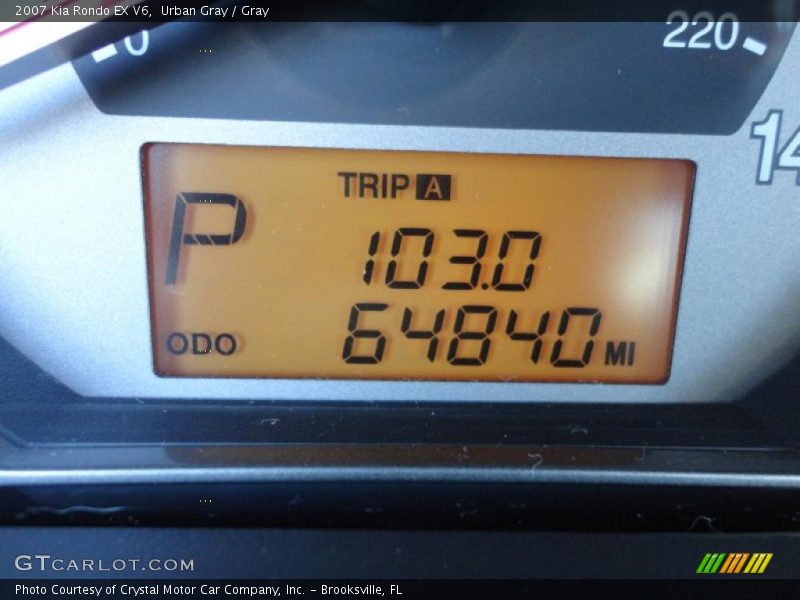 2007 Kia Rondo EX V6,  Urban Gray / Gray
0
220
14
TRIP A
P
103.0
ODO 64840 MI
GTCARLOT.COM
Photo Courtesy of Crystal Motor Car Company, Inc. – Brooksville, FL